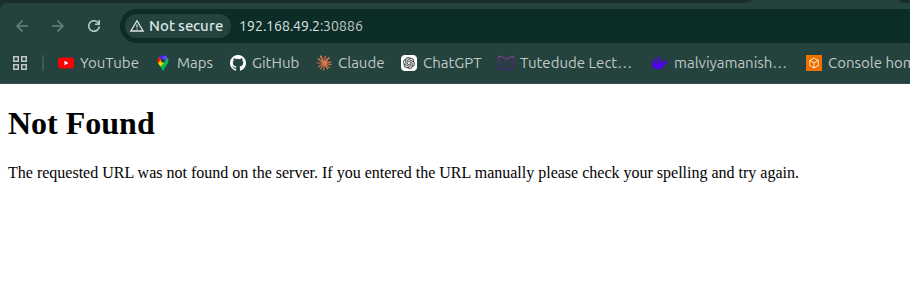 Not secure 192.168.49.2:30886
YouTube Maps GitHub Claude ChatGPT Tutedude Lect... malviyamanish... Console hom
Not Found
The requested URL was not found on the server. If you entered the URL manually please check your spelling and try again.